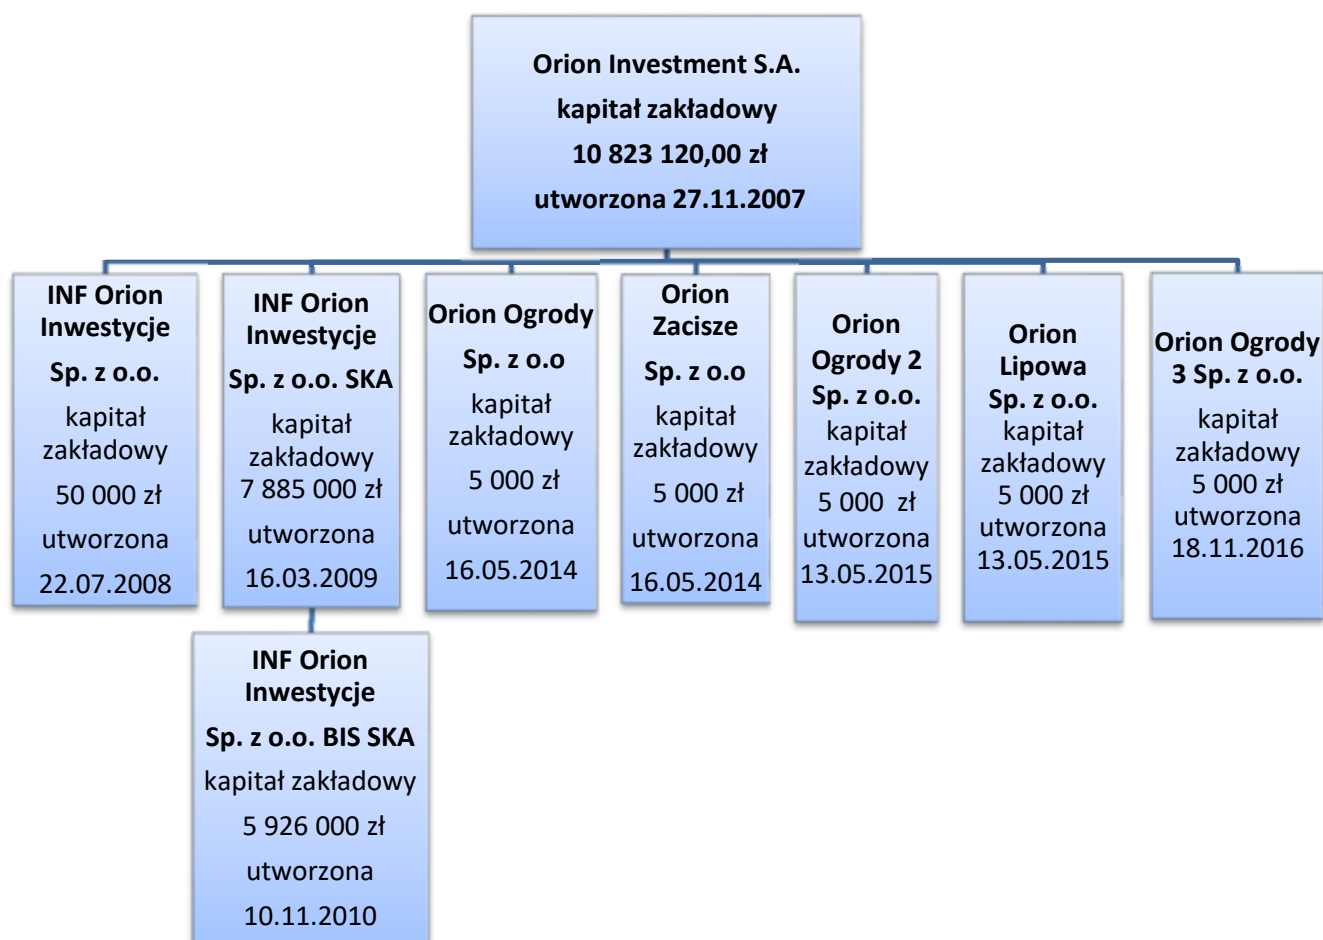 Orion Investment S.A.
kapitał zakładowy
10 823 120,00 zł
utworzona 27.11.2007
INF Orion
Inwestycje
Sp. z o.o.
kapitał
zakładowy
50 000 zł
utworzona
22.07.2008
INF Orion
Inwestycje
Sp. z o.o. SKA
kapitał
zakładowy
7 885 000 zł
utworzona
16.03.2009
Orion Ogrody
Sp. z o.o
kapitał
zakładowy
5 000 zł
utworzona
16.05.2014
Orion
Zacisze
Sp. z o.o
kapitał
zakładowy
5 000 zł
utworzona
16.05.2014
Orion
Ogrody 2
Sp. z o.o.
kapitał
zakładowy
5 000  zł
utworzona
13.05.2015
Orion
Lipowa
Sp. z o.o.
kapitał
zakładowy
5 000 zł
utworzona
13.05.2015
Orion Ogrody
3 Sp. z o.o.
kapitał
zakładowy
5 000 zł
utworzona
18.11.2016
INF Orion
Inwestycje
Sp. z o.o. BIS SKA
kapitał zakładowy
5 926 000 zł
utworzona
10.11.2010